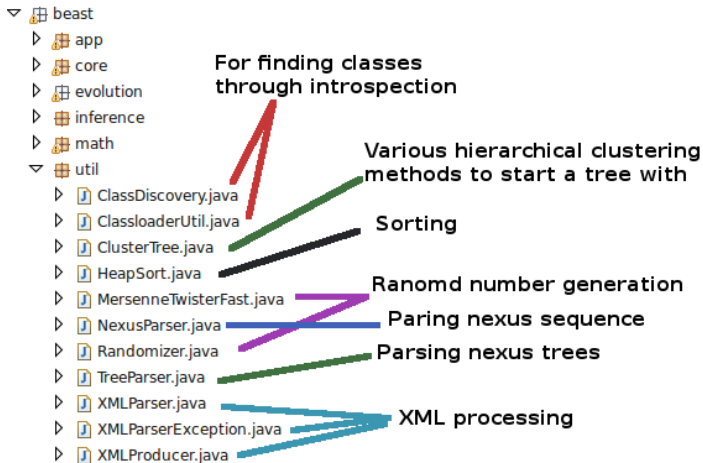 beast
app
core
evolution
inference
math
util
ClassDiscovery.java
ClassloaderUtil.java
ClusterTree.java
HeapSort.java
MersenneTwisterFast.java
NexusParser.java
Randomizer.java
TreeParser.java
XMLParser.java
XMLParserException.java
XMLProducer.java
For finding classes
through introspection
Various hierarchical clustering
methods to start a tree with
Sorting
Ranomd number generation
Paring nexus sequence
Parsing nexus trees
XML processing